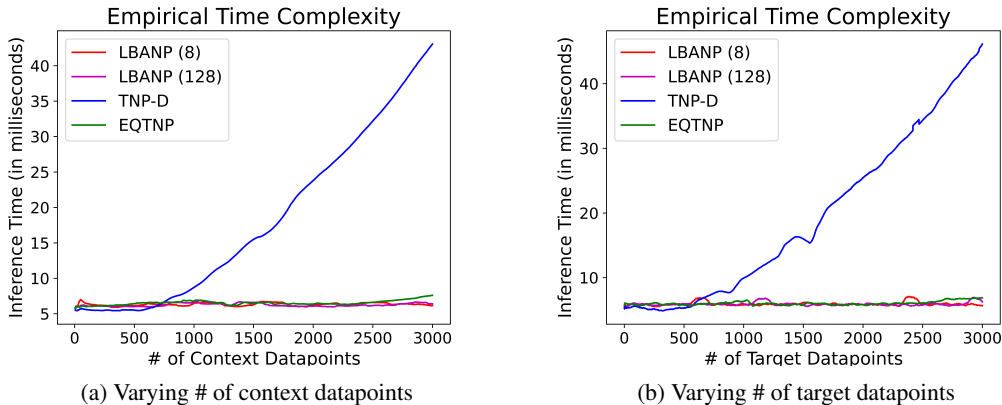 Empirical Time Complexity
Inference Time (in milliseconds)
40
35
30
25
20
15
10
5
LBANP (8)
LBANP (128)
TNP-D
EQTNP
0 500 1000 1500 2000 2500 3000
# of Context Datapoints
(a) Varying # of context datapoints
Empirical Time Complexity
Inference Time (in milliseconds)
40
30
20
10
LBANP (8)
LBANP (128)
TNP-D
EQTNP
0 500 1000 1500 2000 2500 3000
# of Target Datapoints
(b) Varying # of target datapoints